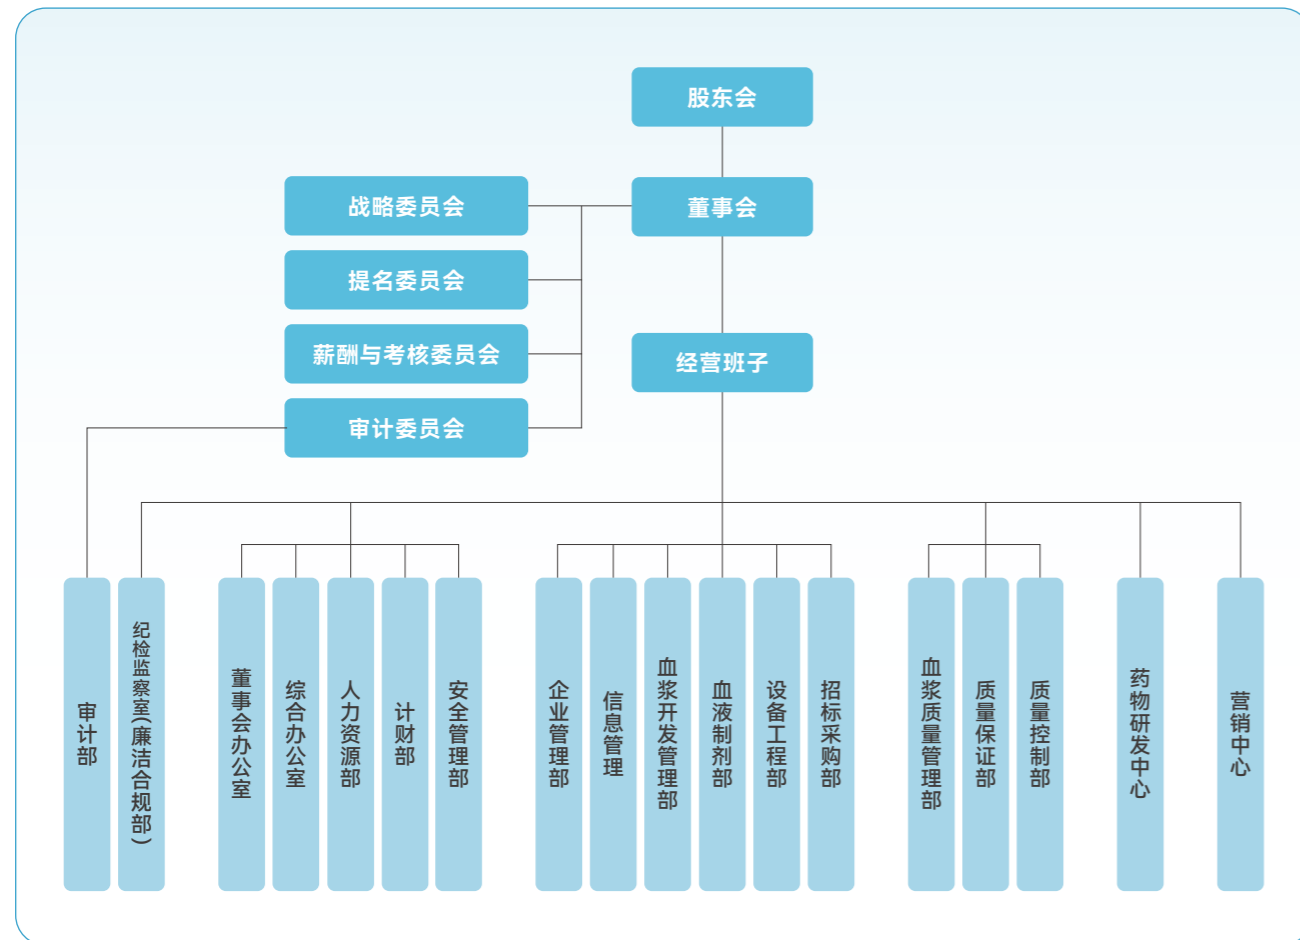 股东会
战略委员会
董事会
提名委员会
薪酬与考核委员会
经营班子
审计委员会
审计部
纪检监察室(廉洁合规部)
董事会办公室
综合办公室
人力资源部
计财部
安全管理部
企业管理部
信息管理
血浆开发管理部
血液制剂部
设备工程部
招标采购部
血浆质量管理部
质量保证部
质量控制部
药物研发中心
营销中心